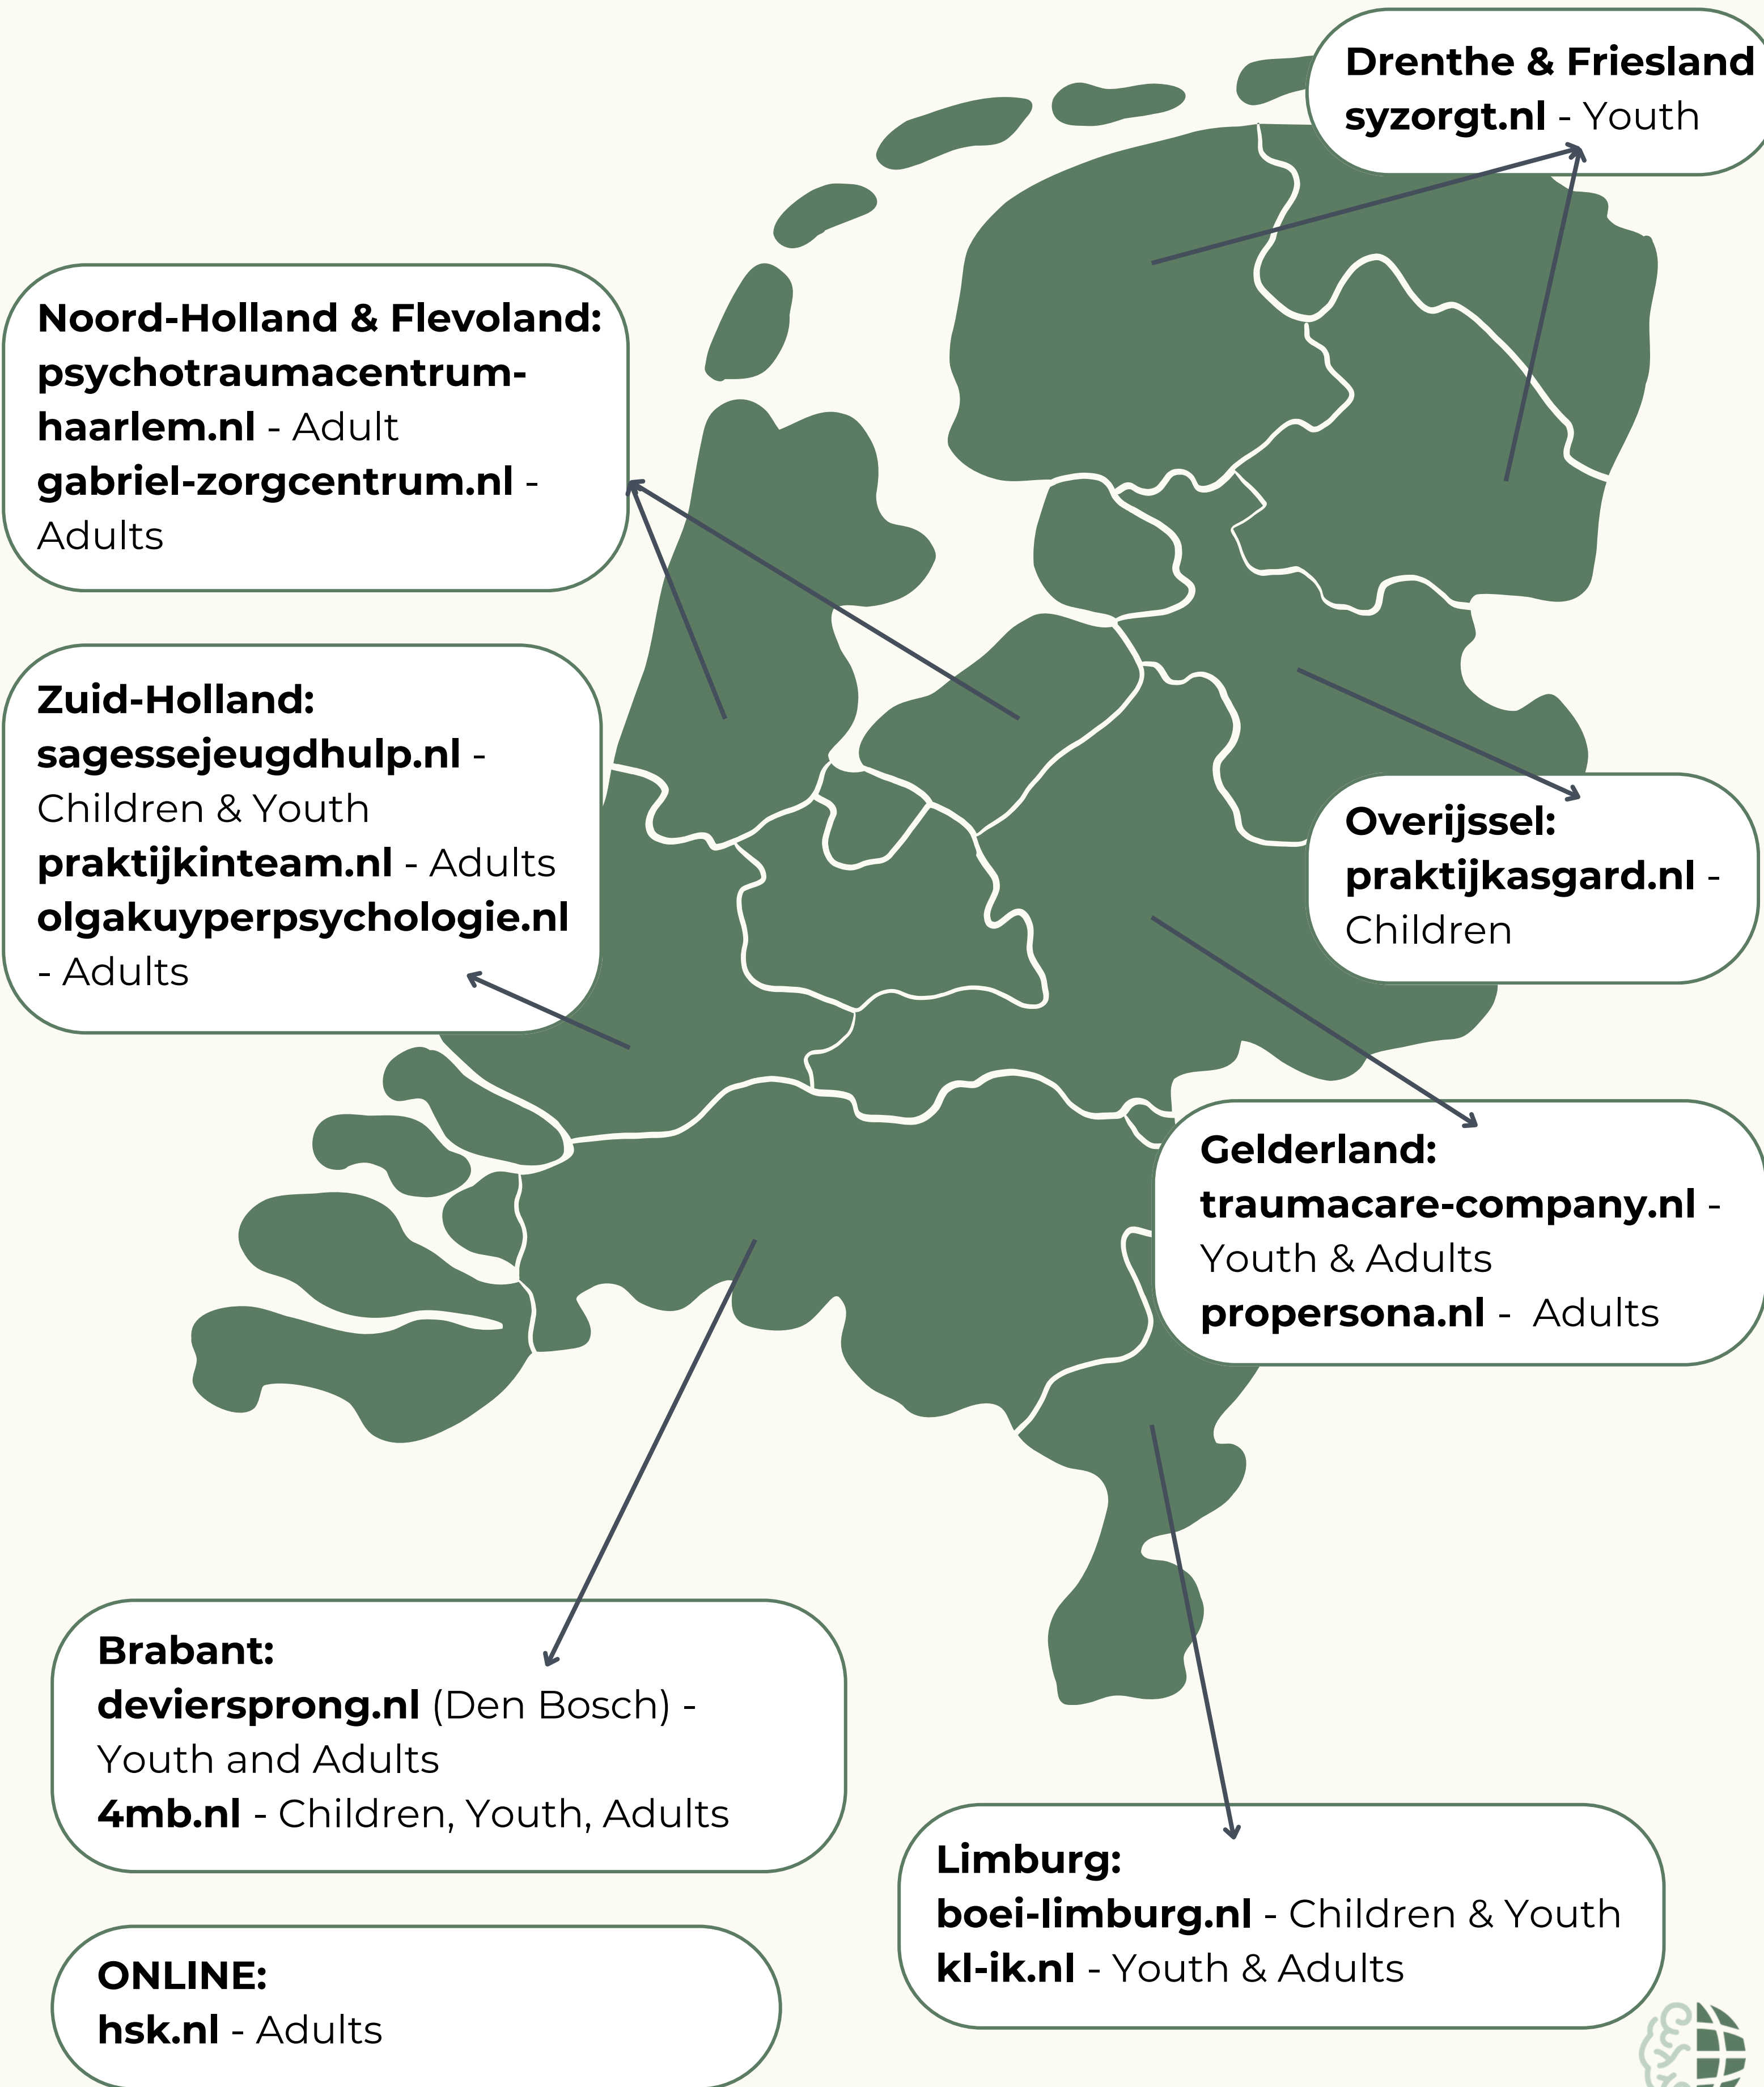 Drenthe & Friesland
syzorgt.nl - Youth
Noord-Holland & Flevoland:
psychotraumacentrum-
haarlem.nl - Adult
gabriel-zorgcentrum.nl -
Adults
Zuid-Holland:
sagessejeugdhulp.nl -
Children & Youth
praktijkinteam.nl - Adults
olgakuyperpsychologie.nl
- Adults
Overijssel:
praktijkasgard.nl -
Children
Gelderland:
traumacare-company.nl -
Youth & Adults
propersona.nl - Adults
Brabant:
deviersprong.nl (Den Bosch) -
Youth and Adults
4mb.nl - Children, Youth, Adults
Limburg:
boei-limburg.nl - Children & Youth
kl-ik.nl - Youth & Adults
ONLINE:
hsk.nl - Adults